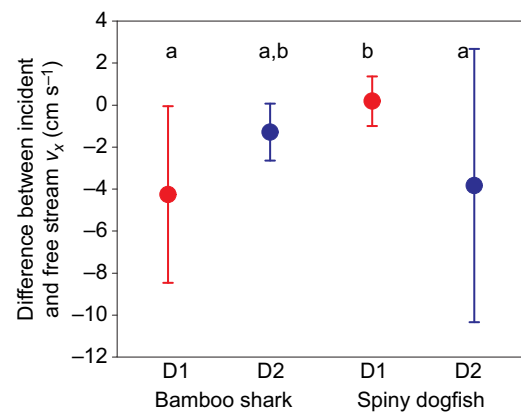 Difference between incident
and free stream vₓ (cm s⁻¹)
4
2
0
−2
−4
−6
−8
−10
−12
a
a,b
b
a
D1
D2
D1
D2
Bamboo shark
Spiny dogfish